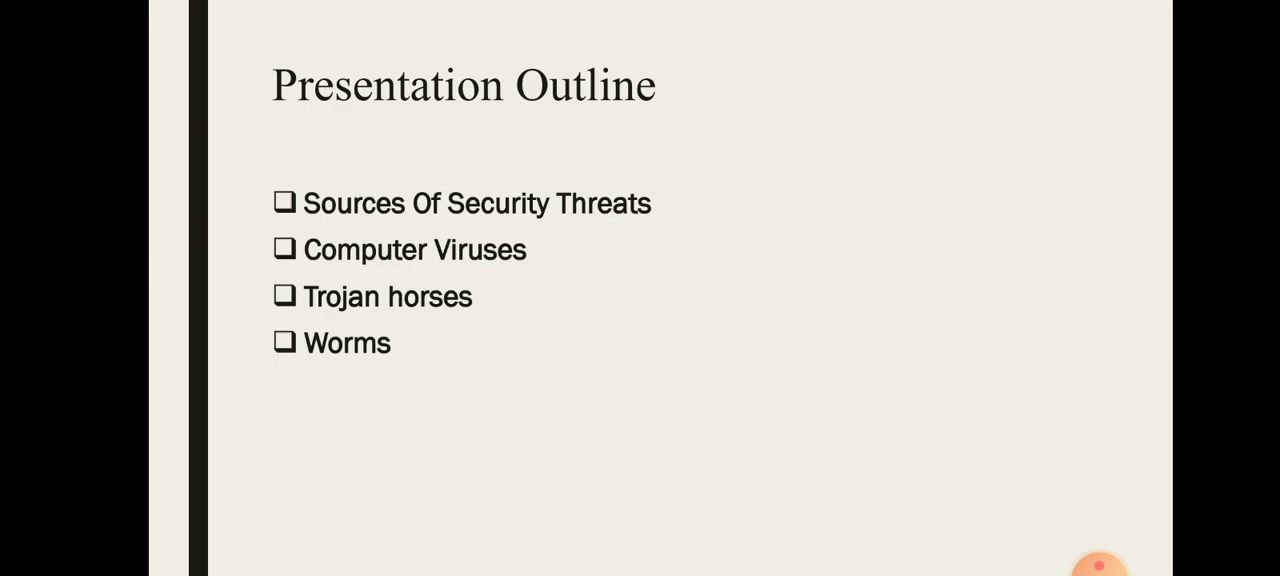 Presentation Outline
❑ Sources Of Security Threats
❑ Computer Viruses
❑ Trojan horses
❑ Worms